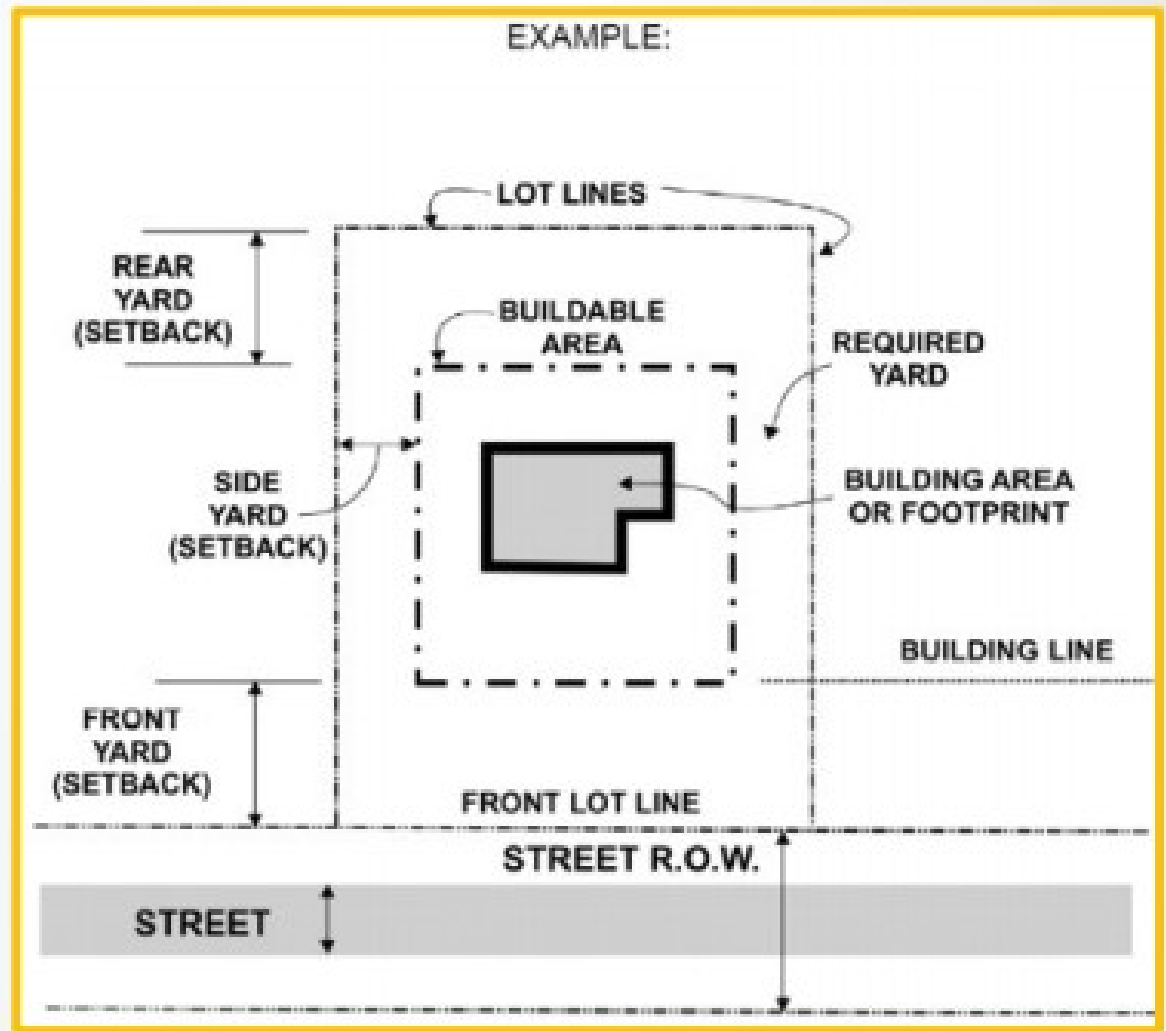 EXAMPLE:
LOT LINES
REAR
YARD
(SETBACK)
BUILDABLE
AREA
REQUIRED
YARD
SIDE
YARD
(SETBACK)
BUILDING AREA
OR FOOTPRINT
BUILDING LINE
FRONT
YARD
(SETBACK)
FRONT LOT LINE
STREET R.O.W.
STREET